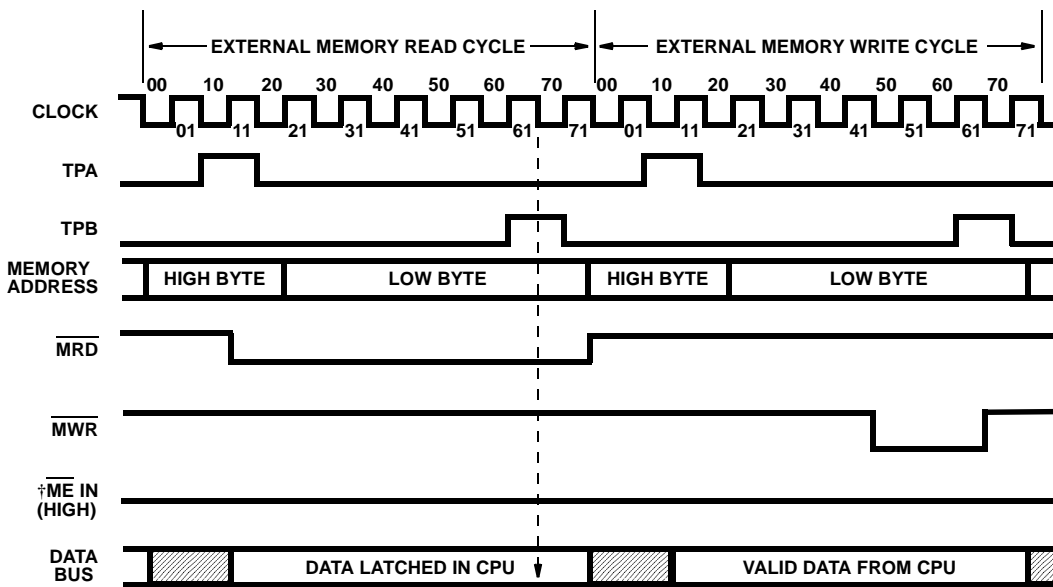 EXTERNAL MEMORY READ CYCLE EXTERNAL MEMORY WRITE CYCLE
00 10 20 30 40 50 60 70 00 10 20 30 40 50 60 70
CLOCK
01 11 21 31 41 51 61 71 01 11 21 31 41 51 61 71
TPA
TPB
MEMORY
ADDRESS
HIGH BYTE LOW BYTE HIGH BYTE LOW BYTE
MRD
MWR
†ME IN
(HIGH)
DATA
BUS
DATA LATCHED IN CPU VALID DATA FROM CPU